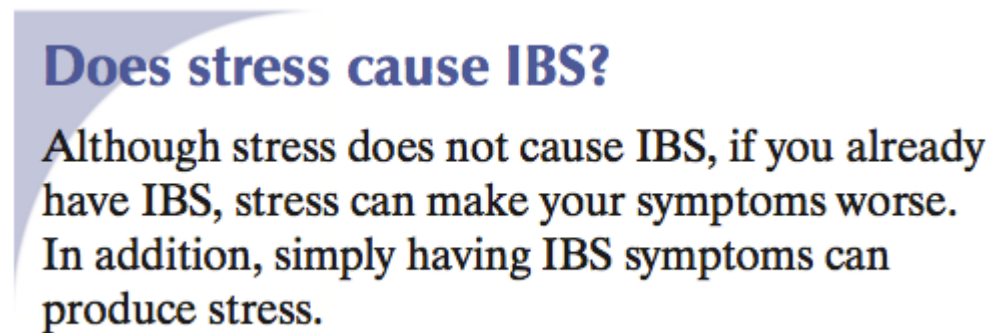 Does stress cause IBS?
Although stress does not cause IBS, if you already
have IBS, stress can make your symptoms worse.
In addition, simply having IBS symptoms can
produce stress.